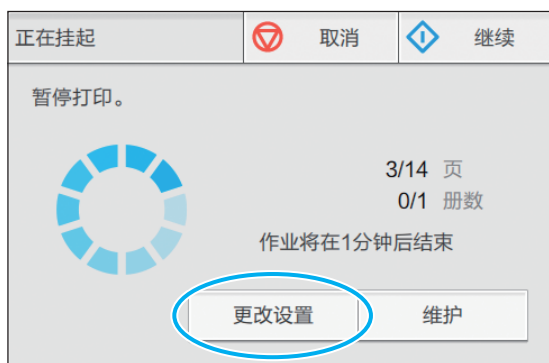 正在挂起 取消 继续
暂停打印。
3/14 页
0/1 册数
作业将在1分钟后结束
更改设置 维护